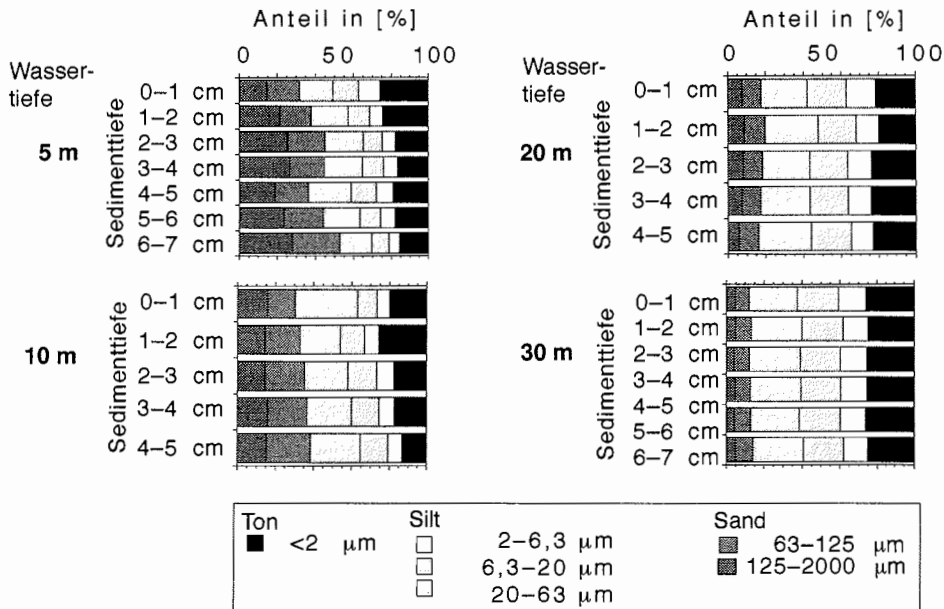 Anteil in [%]
0 50 100
Wasser-
tiefe
5 m
Sedimenttiefe
0–1 cm
1–2 cm
2–3 cm
3–4 cm
4–5 cm
5–6 cm
6–7 cm
10 m
Sedimenttiefe
0–1 cm
1–2 cm
2–3 cm
3–4 cm
4–5 cm
Anteil in [%]
0 50 100
Wasser-
tiefe
20 m
Sedimenttiefe
0–1 cm
1–2 cm
2–3 cm
3–4 cm
4–5 cm
30 m
Sedimenttiefe
0–1 cm
1–2 cm
2–3 cm
3–4 cm
4–5 cm
5–6 cm
6–7 cm
Ton
<2 μm
Silt
2–6,3 μm
6,3–20 μm
20–63 μm
Sand
63–125 μm
125–2000 μm